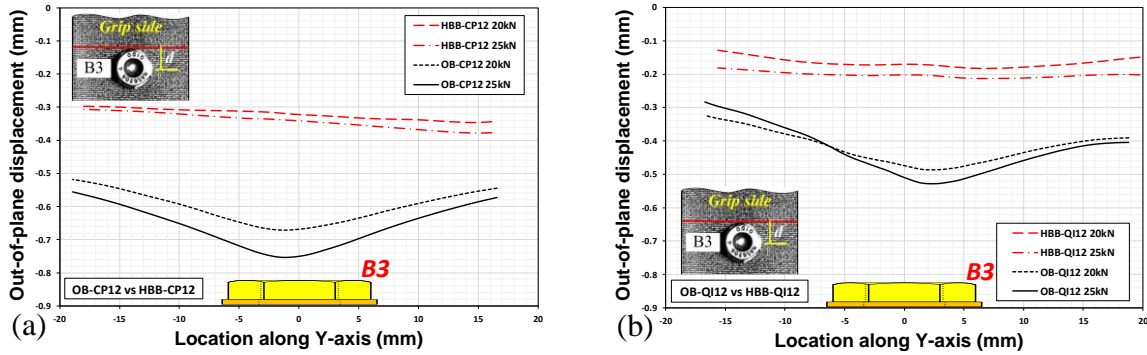 0
-0.1
-0.2
-0.3
-0.4
-0.5
-0.6
-0.7
-0.8
-0.9
Out-of-plane displacement (mm)
Grip side
B3
d
HBB-CP12 20kN
HBB-CP12 25kN
OB-CP12 20kN
OB-CP12 25kN
OB-CP12 vs HBB-CP12
B3
-20 -15 -10 -5 0 5 10 15 20
Location along Y-axis (mm)
(a)
0
-0.1
-0.2
-0.3
-0.4
-0.5
-0.6
-0.7
-0.8
-0.9
Out-of-plane displacement (mm)
Grip side
B3
d
HBB-QI12 20kN
HBB-QI12 25kN
OB-QI12 20kN
OB-QI12 25kN
OB-QI12 vs HBB-QI12
B3
-20 -15 -10 -5 0 5 10 15 20
Location along Y-axis (mm)
(b)